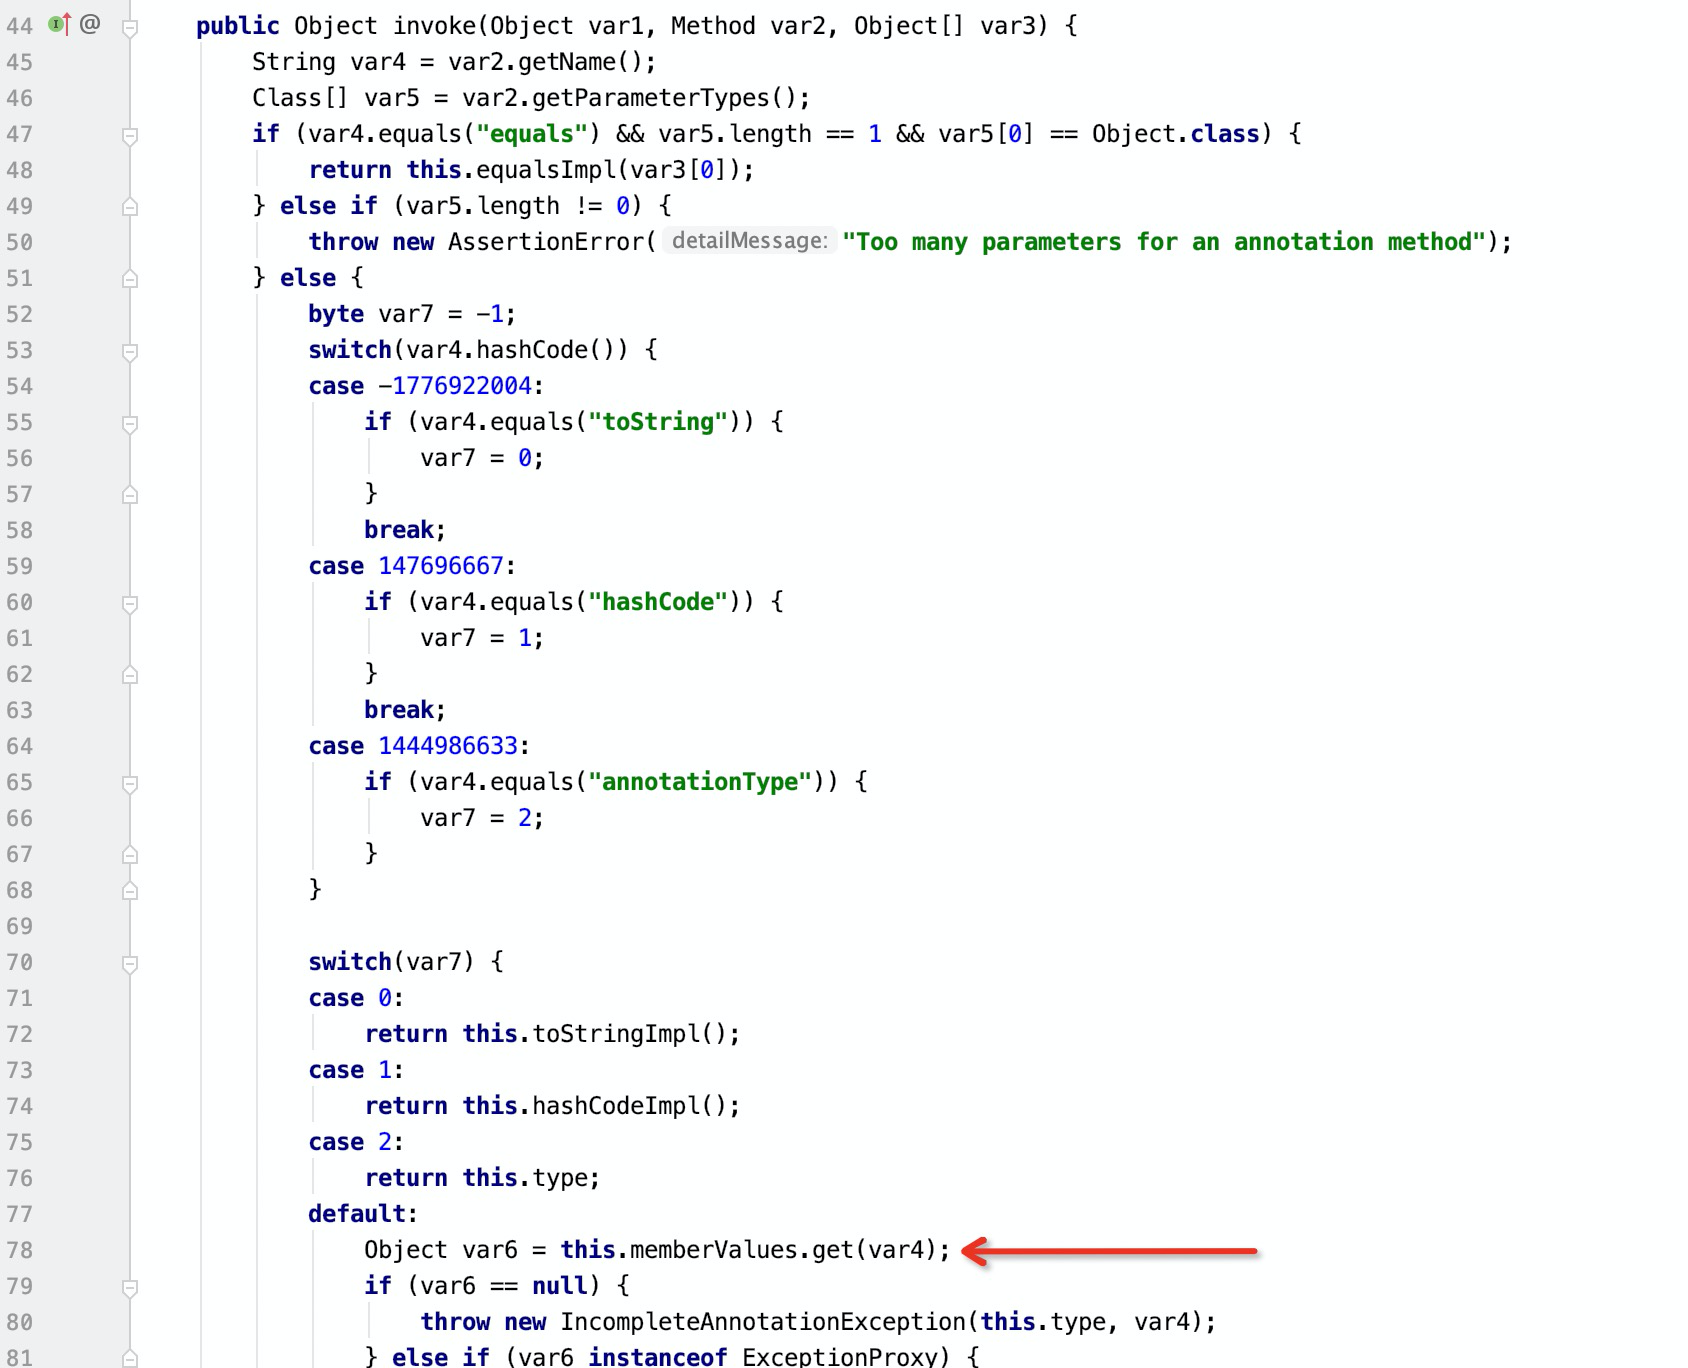 44 @ public Object invoke(Object var1, Method var2, Object[] var3) {
45 String var4 = var2.getName();
46 Class[] var5 = var2.getParameterTypes();
47 if (var4.equals("equals") && var5.length == 1 && var5[0] == Object.class) {
48 return this.equalsImpl(var3[0]);
49 } else if (var5.length != 0) {
50 throw new AssertionError( detailMessage: "Too many parameters for an annotation method");
51 } else {
52 byte var7 = -1;
53 switch(var4.hashCode()) {
54 case -1776922004:
55 if (var4.equals("toString")) {
56 var7 = 0;
57 }
58 break;
59 case 147696667:
60 if (var4.equals("hashCode")) {
61 var7 = 1;
62 }
63 break;
64 case 1444986633:
65 if (var4.equals("annotationType")) {
66 var7 = 2;
67 }
68 }
69
70 switch(var7) {
71 case 0:
72 return this.toStringImpl();
73 case 1:
74 return this.hashCodeImpl();
75 case 2:
76 return this.type;
77 default:
78 Object var6 = this.memberValues.get(var4);
79 if (var6 == null) {
80 throw new IncompleteAnnotationException(this.type, var4);
81 } else if (var6 instanceof ExceptionProxy) {